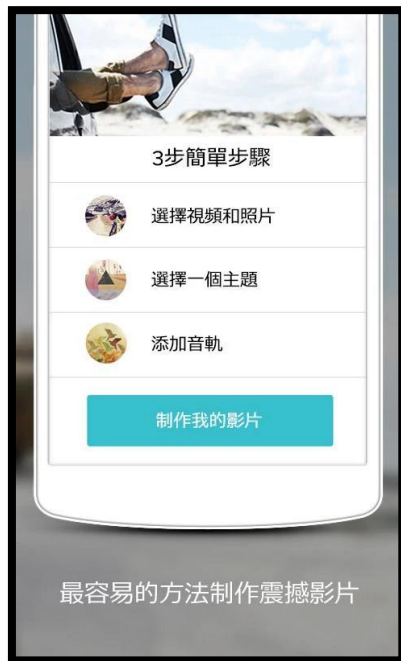 3步簡單步驟
選擇視頻和照片
選擇一個主題
添加音軌
制作我的影片
最容易的方法制作震撼影片